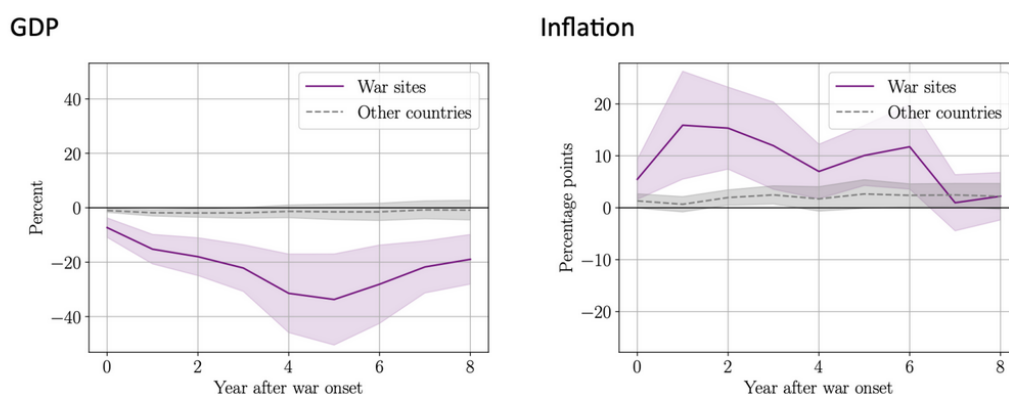 GDP
Inflation
War sites
Other countries
40
20
0
−20
−40
Percent
0
2
4
6
8
Year after war onset
War sites
Other countries
20
10
0
−10
−20
Percentage points
0
2
4
6
8
Year after war onset